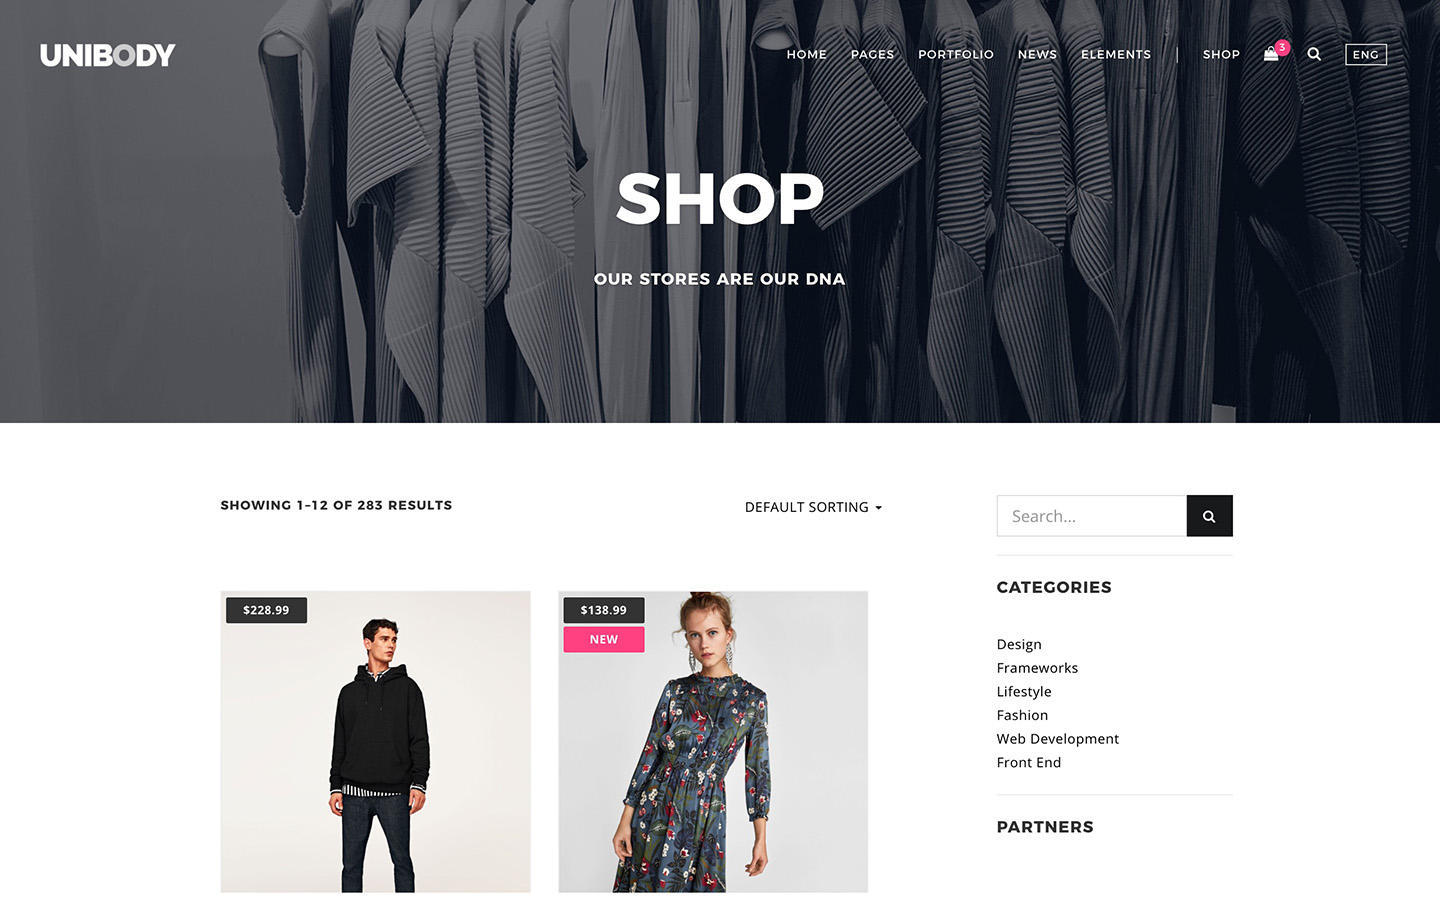 UNIBODY
HOME PAGES PORTFOLIO NEWS ELEMENTS | SHOP 3 ENG
SHOP
OUR STORES ARE OUR DNA
SHOWING 1–12 OF 283 RESULTS
DEFAULT SORTING
$228.99
$138.99
NEW
Search...
CATEGORIES
Design
Frameworks
Lifestyle
Fashion
Web Development
Front End
PARTNERS